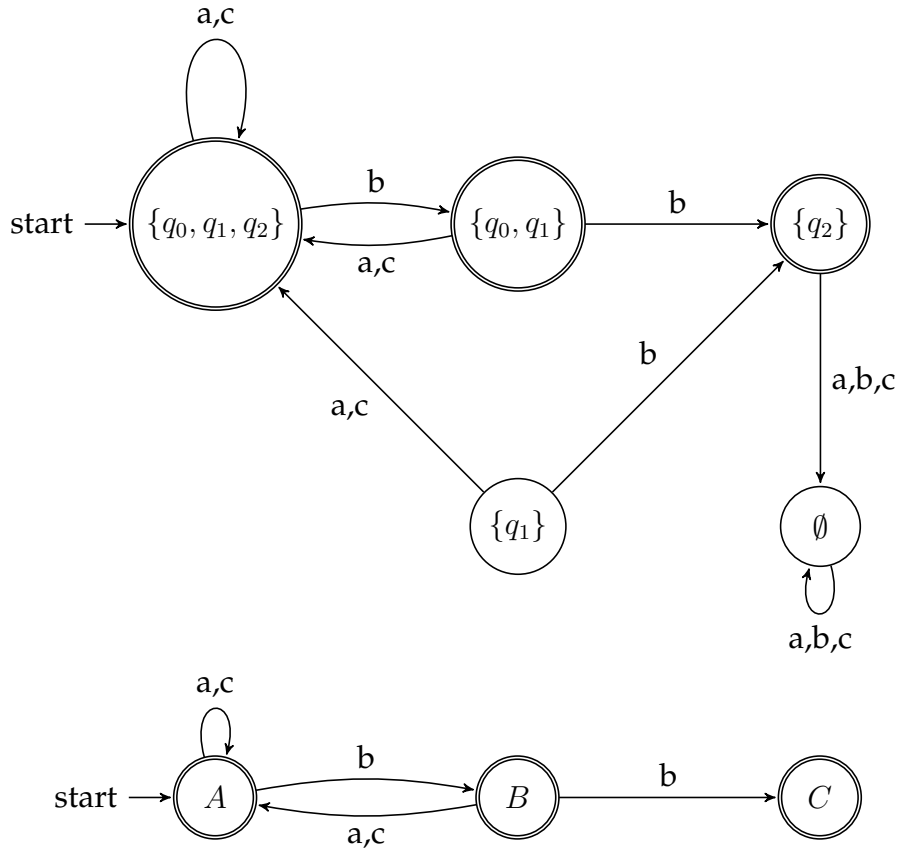 a,c
b
b
start {q₀, q₁, q₂} {q₀, q₁} {q₂}
a,c
b
a,b,c
a,c
{q₁} ∅
a,b,c
a,c
b
b
start A B C
a,c